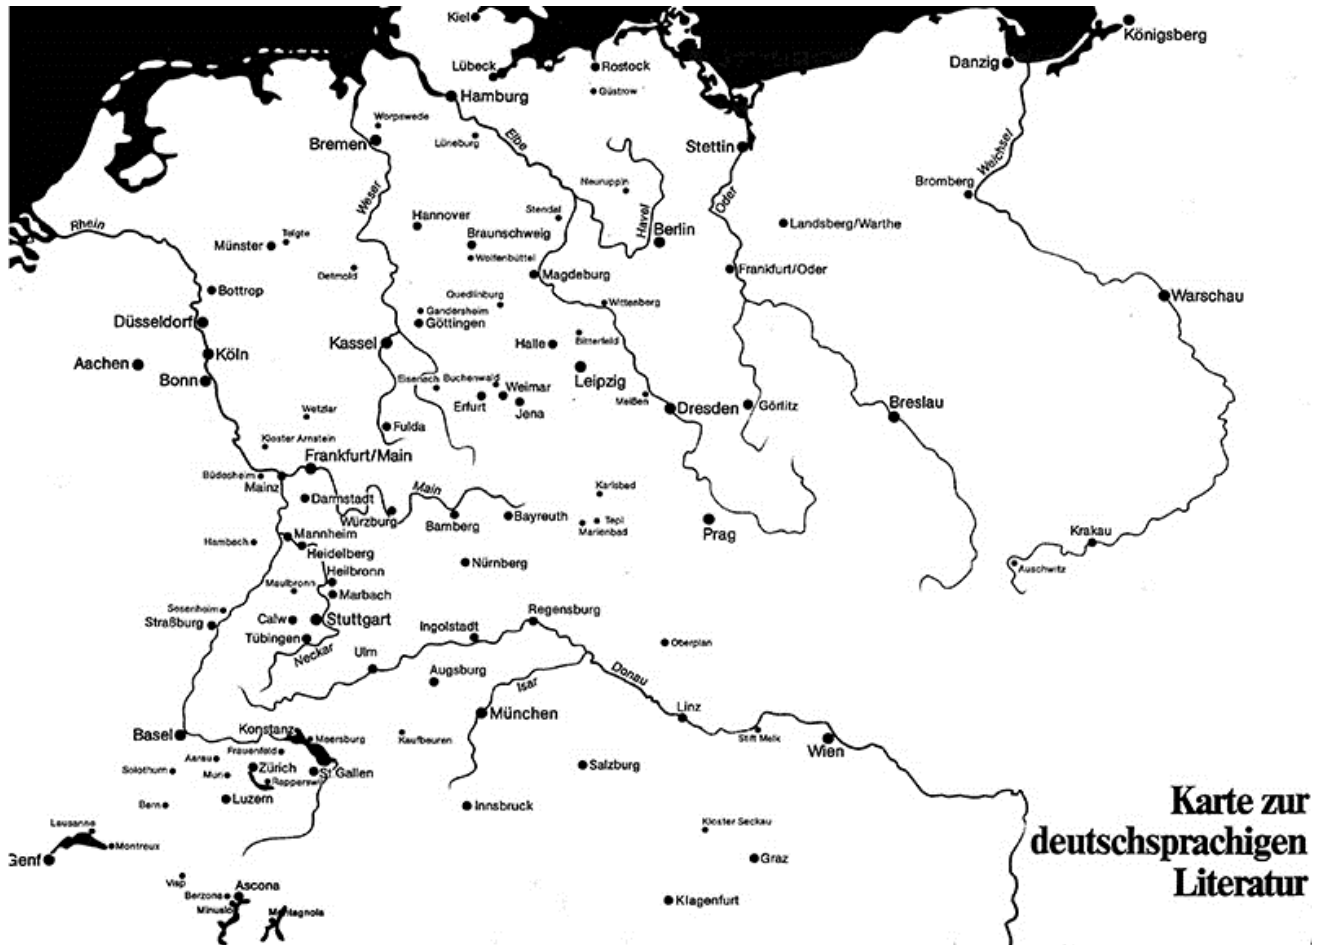 Kiel
Königsberg
Danzig
Lübeck
Rostock
Hamburg
Güstrow
Worpswede
Bremen
Lüneburg
Elbe
Stettin
Weichsel
Bromberg
Neuruppin
Weser
Oder
Havel
Stendel
Hannover
Landsberg/Warthe
Rhein
Telgte
Münster
Braunschweig
Berlin
Wolfenbüttel
Detmold
Magdeburg
Frankfurt/Oder
Bottrop
Quedlinburg
Wittenberg
Warschau
Gandersheim
Göttingen
Düsseldorf
Kassel
Halle
Bitterfeld
Köln
Aachen
Bonn
Eisenach
Buchenwald
Weimar
Leipzig
Erfurt
Jena
Meißen
Dresden
Görlitz
Breslau
Wetzlar
Fulda
Kloster Arnstein
Frankfurt/Main
Büdesheim
Mainz
Main
Karlsbad
Darmstadt
Würzburg
Bamberg
Bayreuth
Tepl
Marienbad
Prag
Krakau
Hambach
Mannheim
Heidelberg
Nürnberg
Auschwitz
Heilbronn
Maulbronn
Marbach
Sesenheim
Straßburg
Calw
Stuttgart
Regensburg
Tübingen
Ingolstadt
Oberplan
Neckar
Ulm
Augsburg
Isar
Donau
München
Linz
Basel
Konstanz
Meersburg
Kaufbeuren
Stift Melk
Wien
Frauenfeld
Aarau
Solothurn
Muri
Zürich
St.Gallen
Rapperswil
Salzburg
Bern
Luzern
Innsbruck
Lausanne
Montreux
Genf
Kloster Seckau
Graz
Visp
Ascona
Berzona
Minusio
Montagnola
Klagenfurt
Karte zur
deutschsprachigen
Literatur